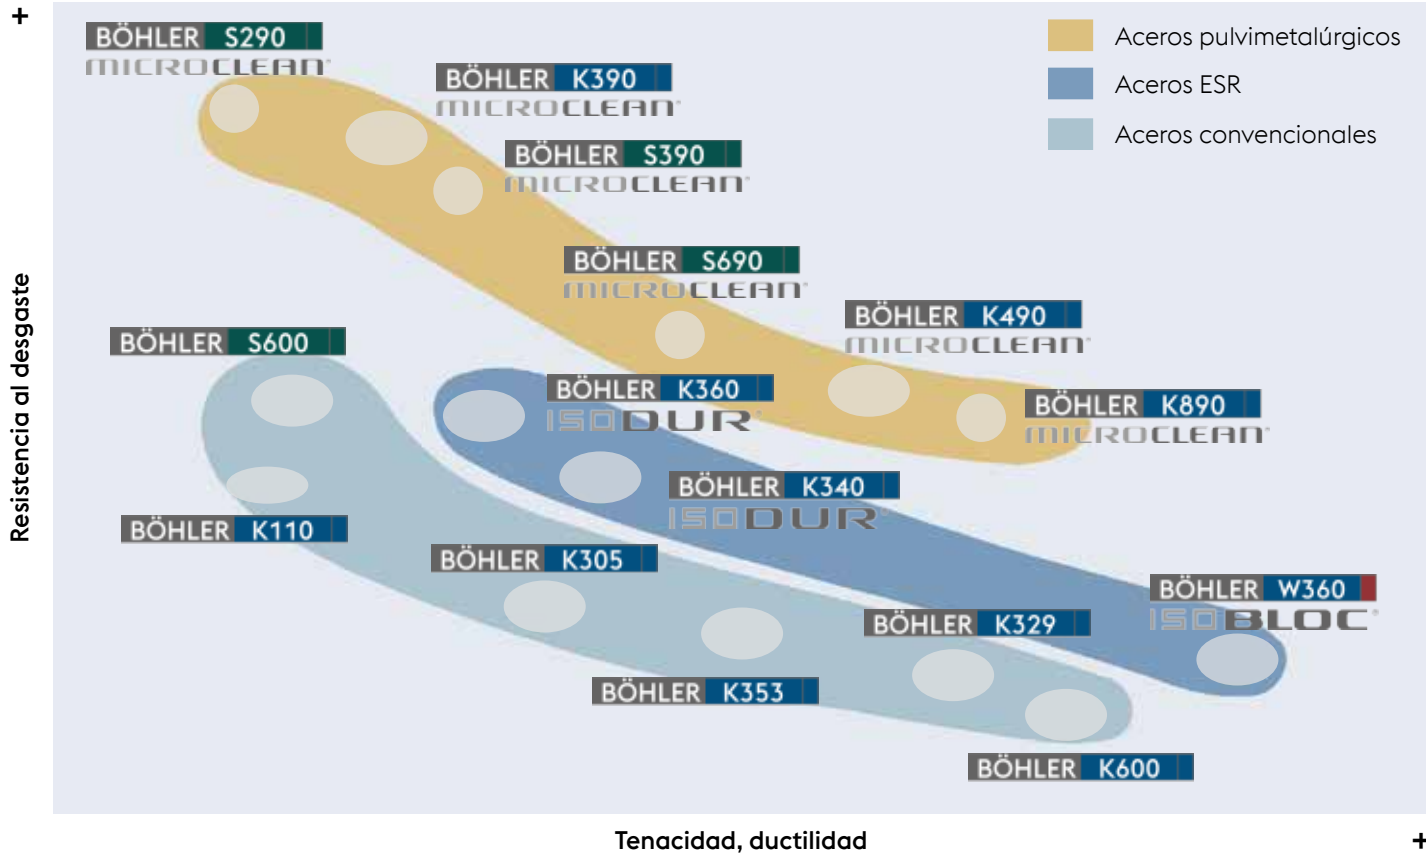 +
BÖHLER S290
MICROCLEAN®
BÖHLER K390
MICROCLEAN®
BÖHLER S390
MICROCLEAN®
BÖHLER S690
MICROCLEAN®
BÖHLER K490
MICROCLEAN®
BÖHLER K890
MICROCLEAN®
Aceros pulvimetalúrgicos
Aceros ESR
Aceros convencionales
BÖHLER S600
BÖHLER K360
ISODUR®
BÖHLER K340
ISODUR
BÖHLER W360
ISOBLOC®
BÖHLER K110
BÖHLER K305
BÖHLER K329
BÖHLER K353
BÖHLER K600
Resistencia al desgaste
Tenacidad, ductilidad
+